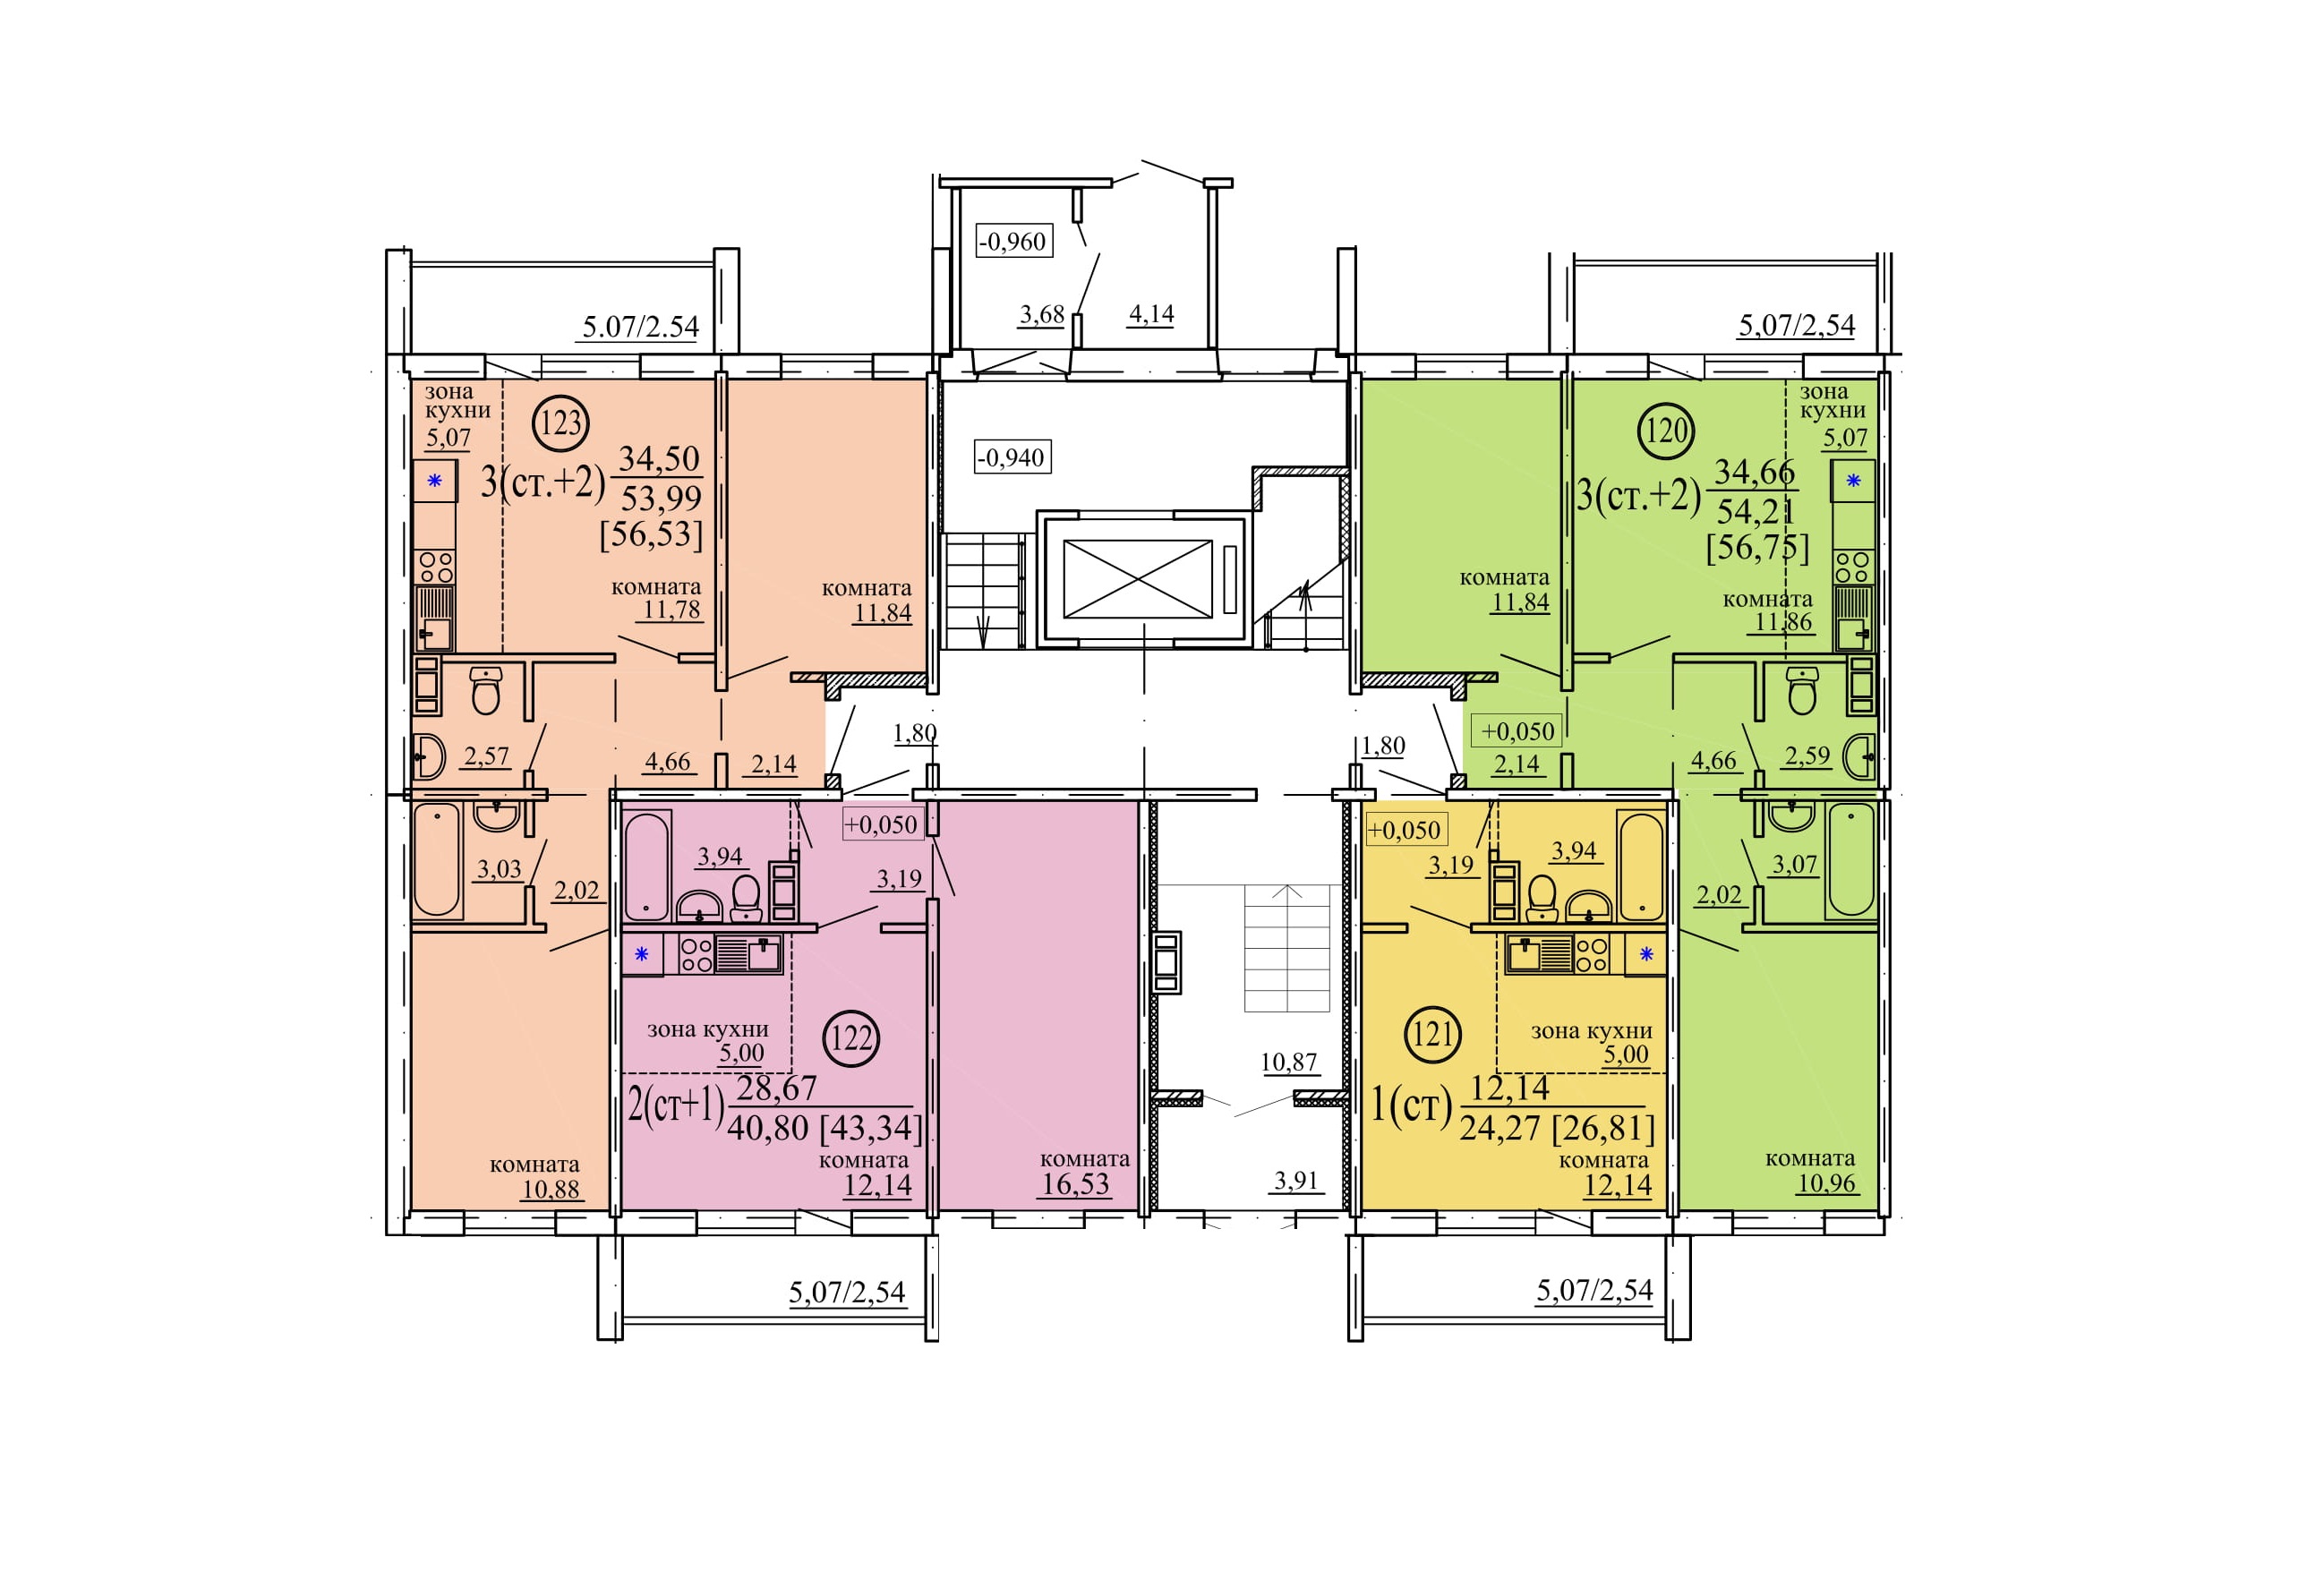 -0,960
3,68
4,14
5.07/2.54
5,07/2,54
зона
кухни
5,07
123
3(ст.+2)
34,50
53,99
[56,53]
комната
11,78
комната
11,84
-0,940
комната
11,84
120
3(ст.+2)
34,66
54,21
[56,75]
зона
кухни
5,07
комната
11,86
2,57
4,66
2,14
1,80
1,80
+0,050
2,14
4,66
2,59
3,03
2,02
3,94
+0,050
3,19
+0,050
3,19
3,94
2,02
3,07
зона кухни
5,00
122
2(ст+1)
28,67
40,80 [43,34]
комната
12,14
комната
10,88
комната
16,53
10,87
3,91
121
зона кухни
5,00
1(ст)
12,14
24,27 [26,81]
комната
12,14
комната
10,96
5,07/2,54
5,07/2,54